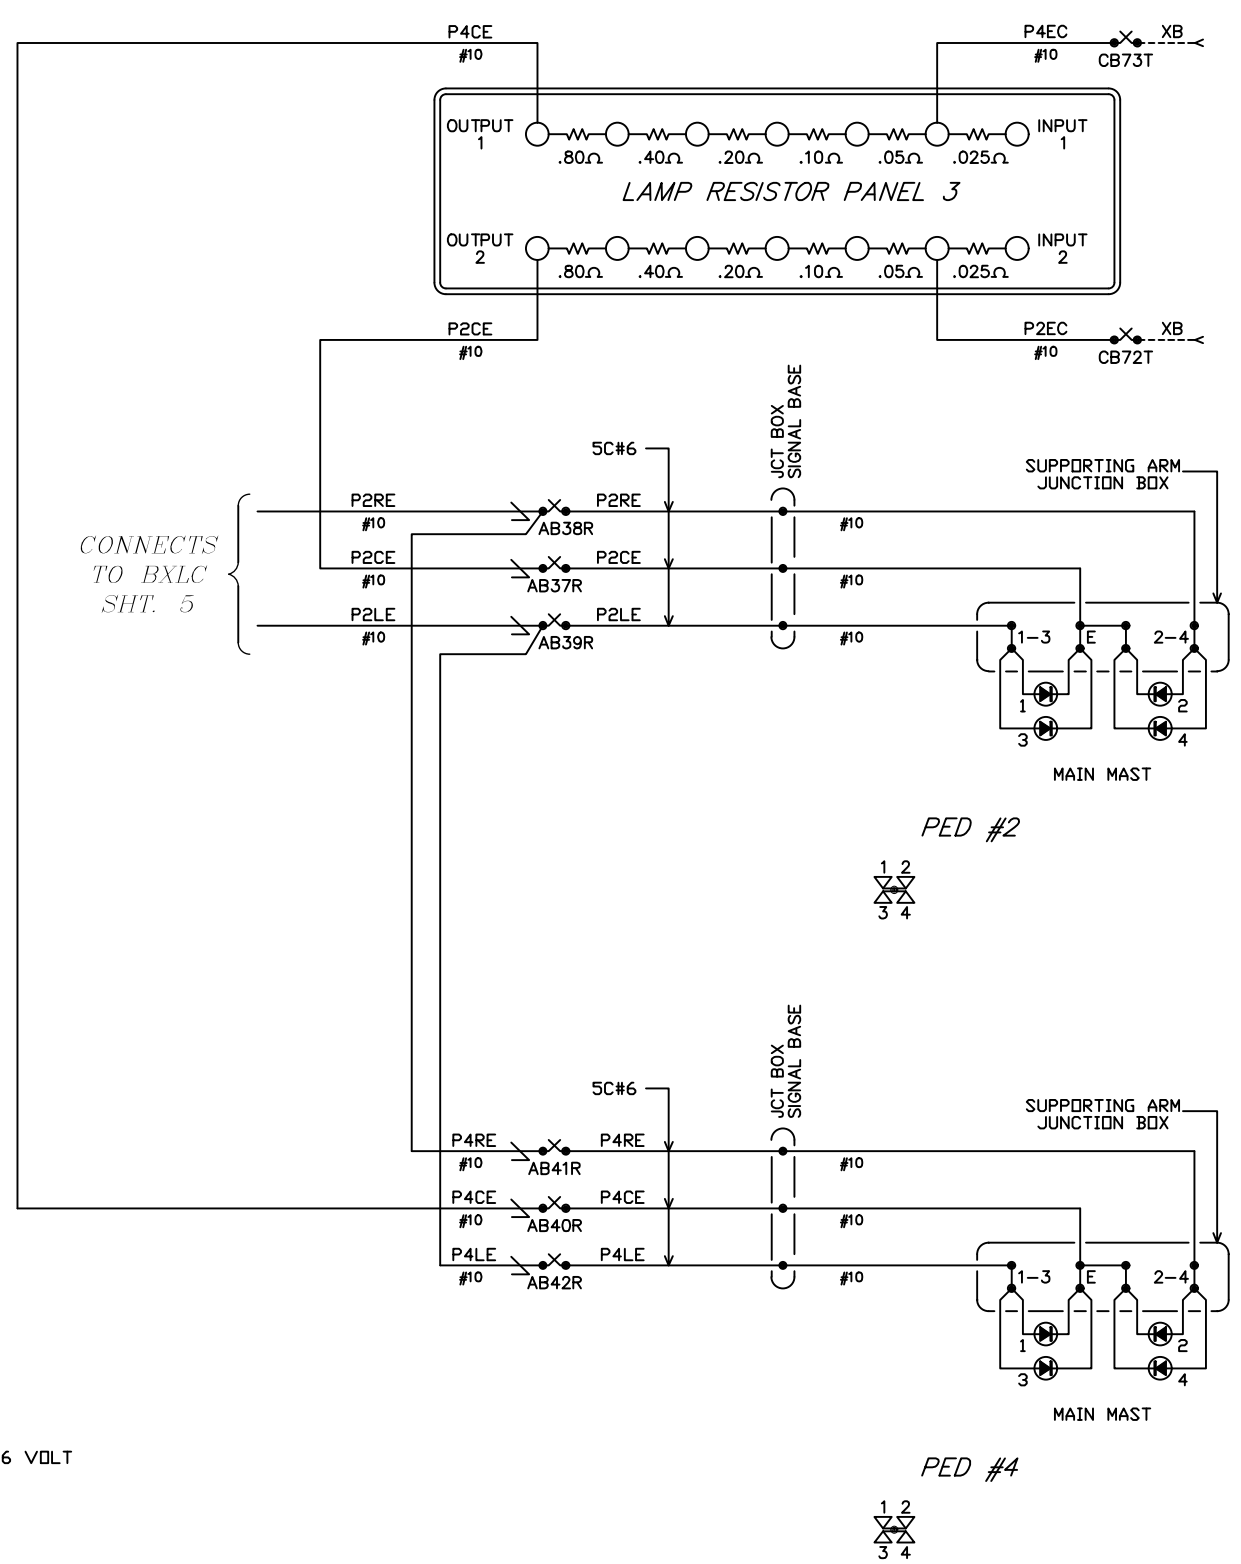 P4CE
#10
P4EC
#10
XB
CB73T
OUTPUT
1
INPUT
1
.80Ω .40Ω .20Ω .10Ω .05Ω .025Ω
LAMP RESISTOR PANEL 3
OUTPUT
2
INPUT
2
.80Ω .40Ω .20Ω .10Ω .05Ω .025Ω
P2CE
#10
P2EC
#10
XB
CB72T
JCT BOX
SIGNAL BASE
5C#6
SUPPORTING ARM
JUNCTION BOX
CONNECTS
TO BXLC
SHT. 5
P2RE
#10
AB38R
P2RE
#10
P2CE
#10
AB37R
P2CE
#10
P2LE
#10
AB39R
P2LE
#10
1-3 E 2-4
1 2
3 4
MAIN MAST
PED #2
1 2
3 4
JCT BOX
SIGNAL BASE
5C#6
SUPPORTING ARM
JUNCTION BOX
P4RE
#10
AB41R
P4RE
#10
P4CE
#10
AB40R
P4CE
#10
P4LE
#10
AB42R
P4LE
#10
1-3 E 2-4
1 2
3 4
MAIN MAST
6 VOLT
PED #4
1 2
3 4